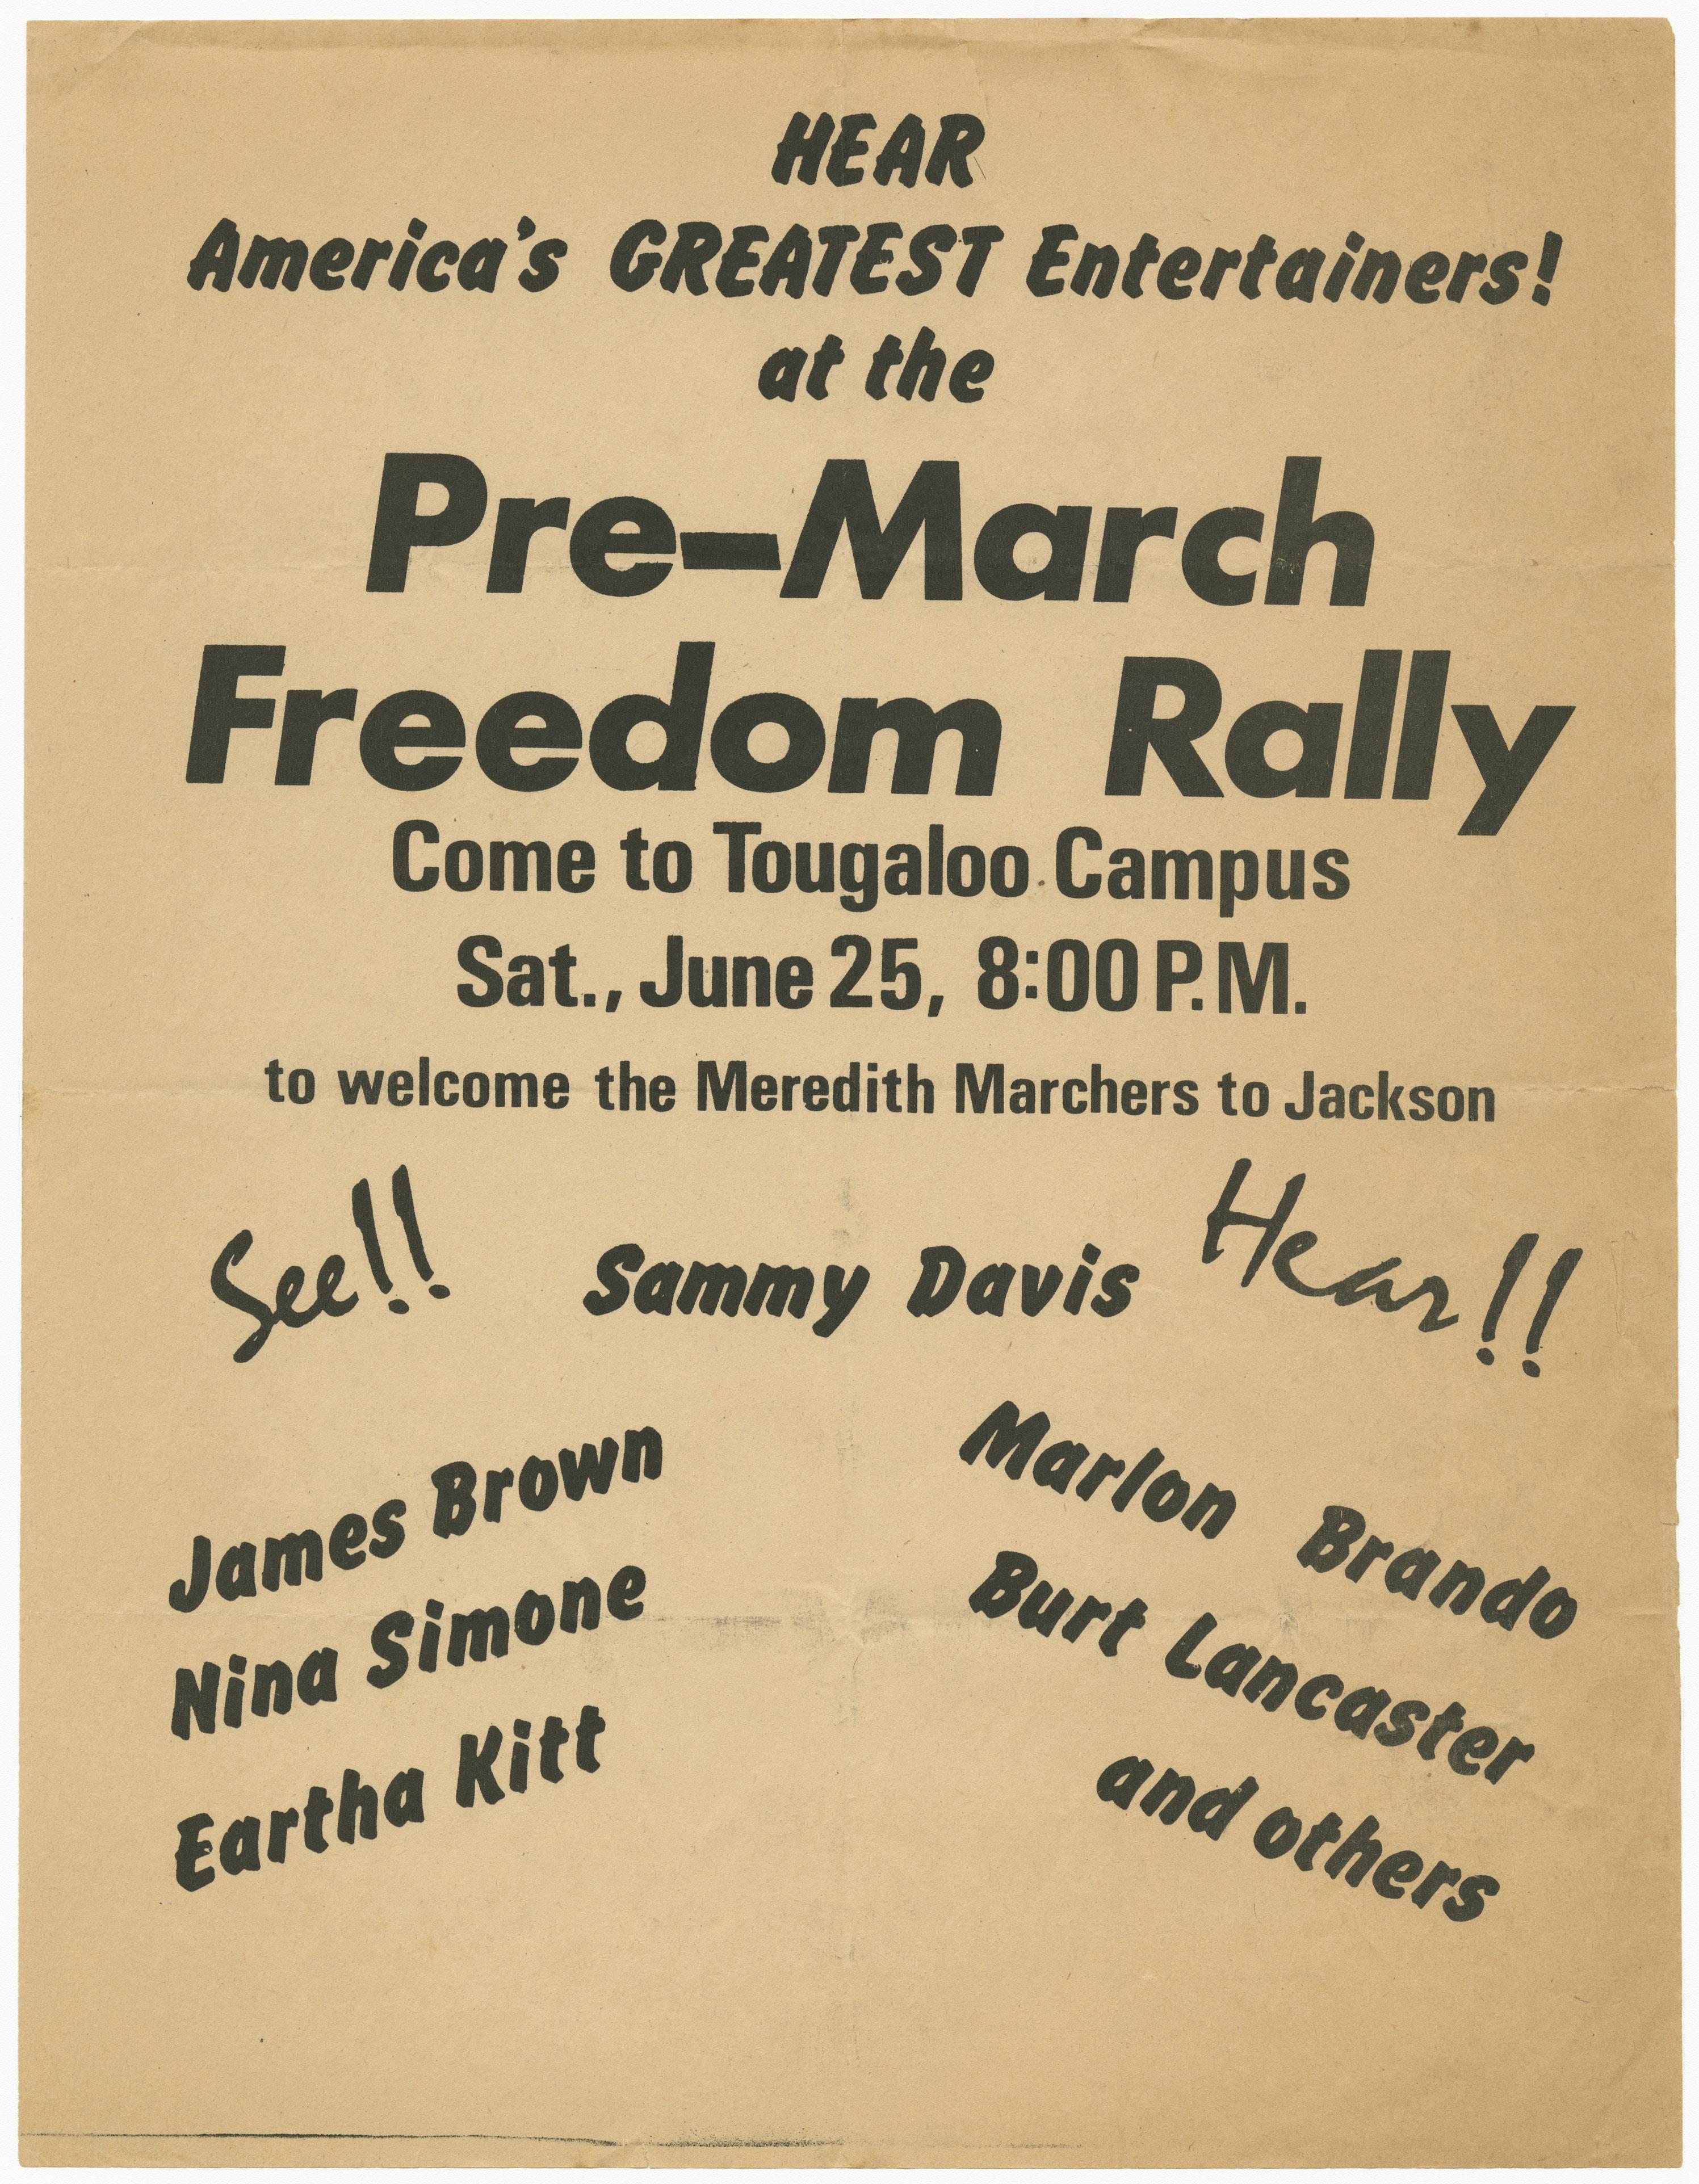 HEAR
America's GREATEST Entertainers!
at the
Pre-March
Freedom Rally
Come to Tougaloo Campus
Sat., June 25, 8:00 P.M.
to welcome the Meredith Marchers to Jackson
See!!
Sammy Davis
Hear!!
James Brown
Nina Simone
Eartha Kitt
Marlon Brando
Burt Lancaster
and others